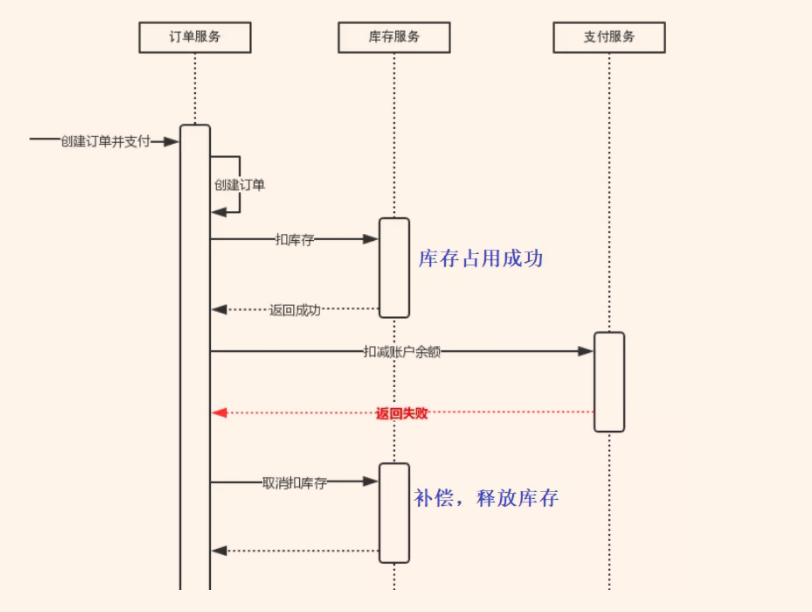 订单服务
库存服务
支付服务
创建订单并支付
创建订单
扣库存
库存占用成功
返回成功
扣减账户余额
返回失败
取消扣库存
补偿，释放库存